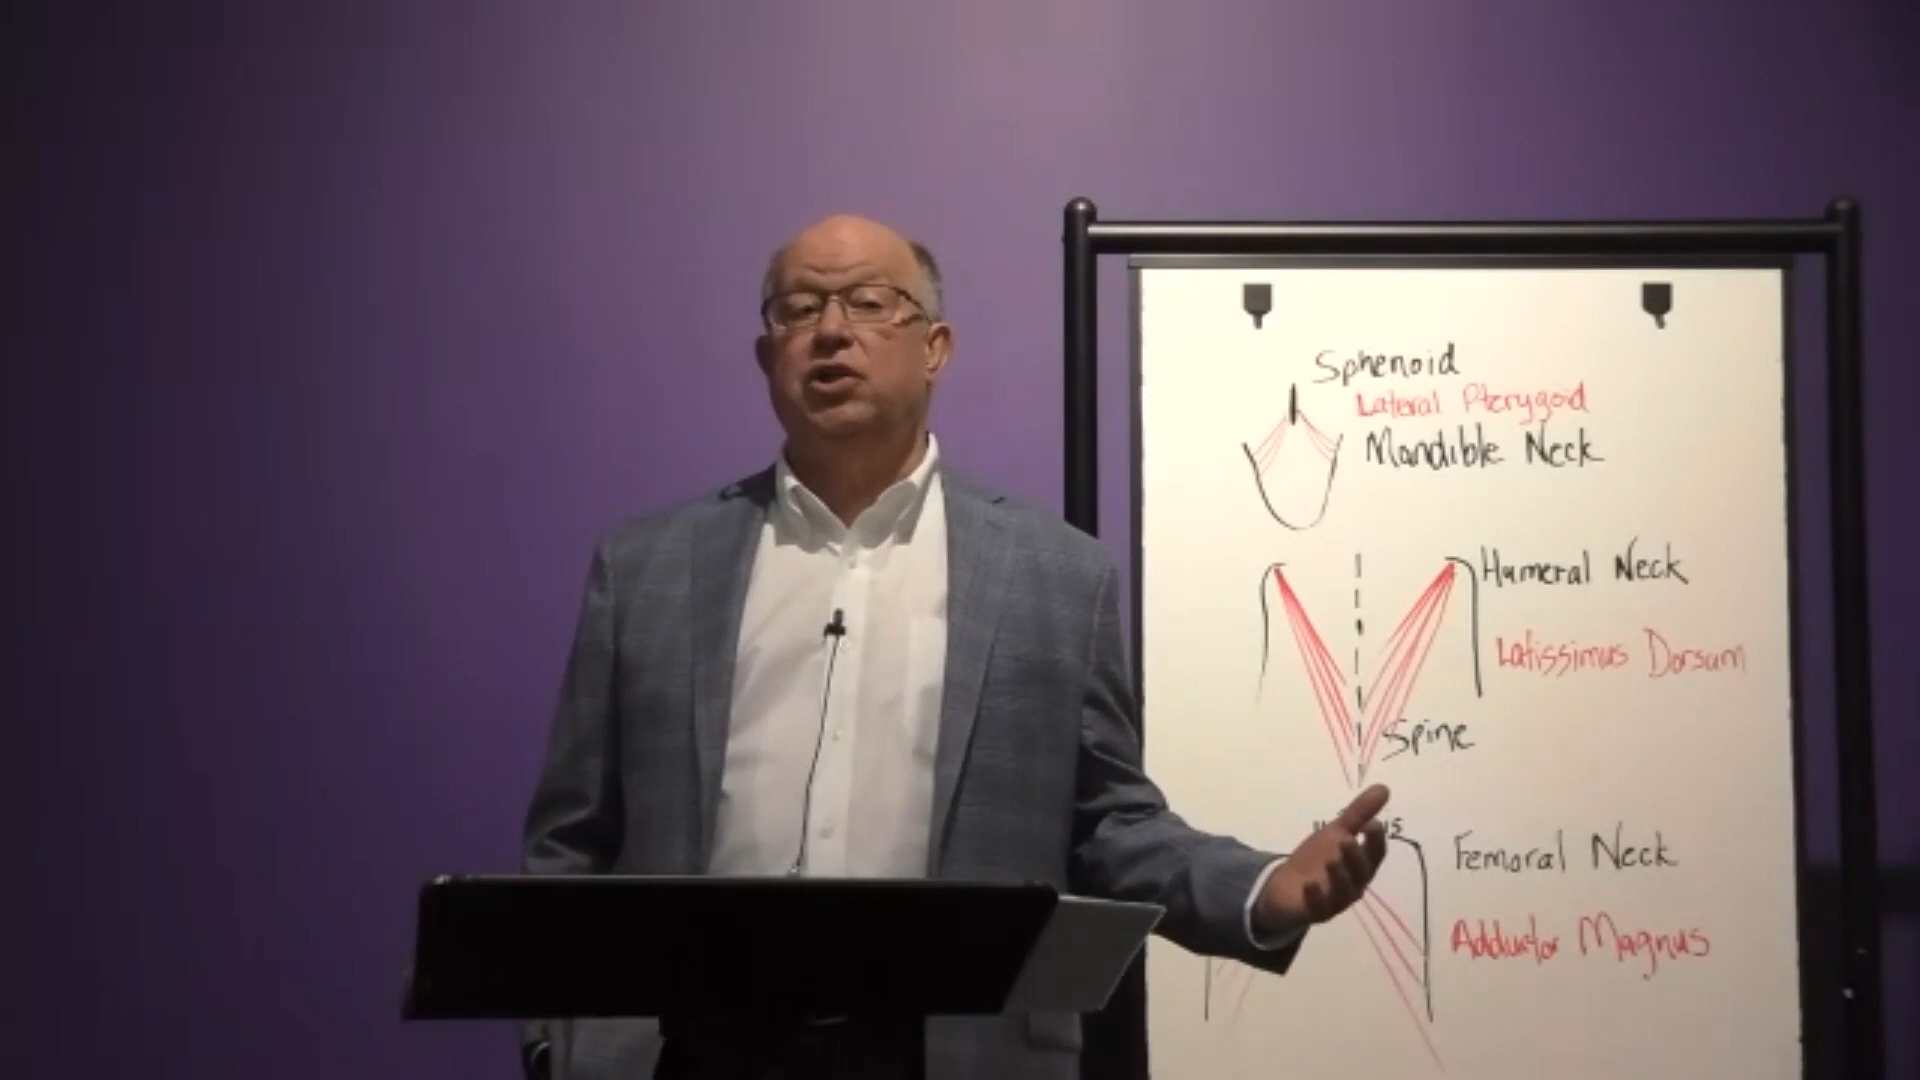 Sphenoid
Lateral Pterygoid
Mandible Neck
Humeral Neck
Latissimus Dorsum
Spine
Femoral Neck
Adductor Magnus